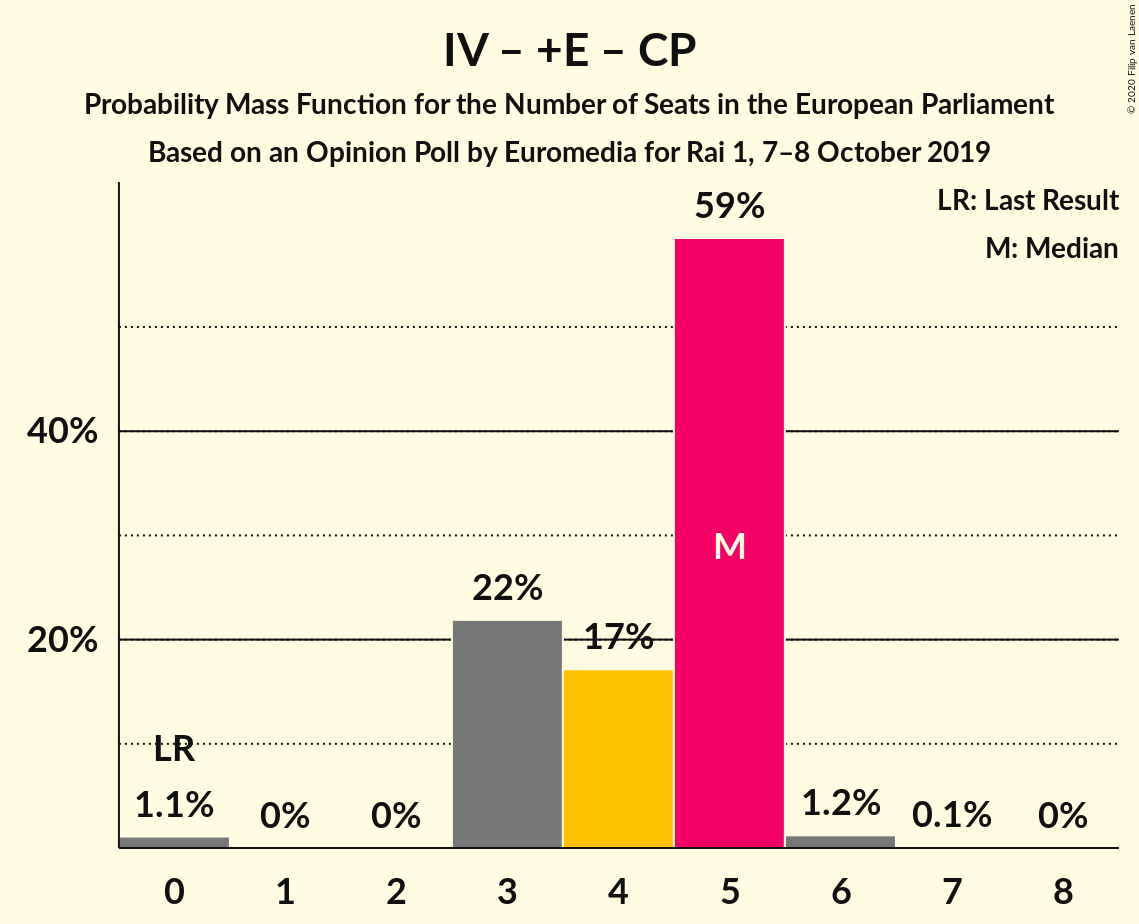 IV – +E – CP
Probability Mass Function for the Number of Seats in the European Parliament
Based on an Opinion Poll by Euromedia for Rai 1, 7–8 October 2019
© 2020 Filip van Laenen
LR: Last Result
M: Median
59%
40%
M
22%
17%
20%
LR
1.1%
0%
0%
1.2%
0.1%
0%
0 1 2 3 4 5 6 7 8